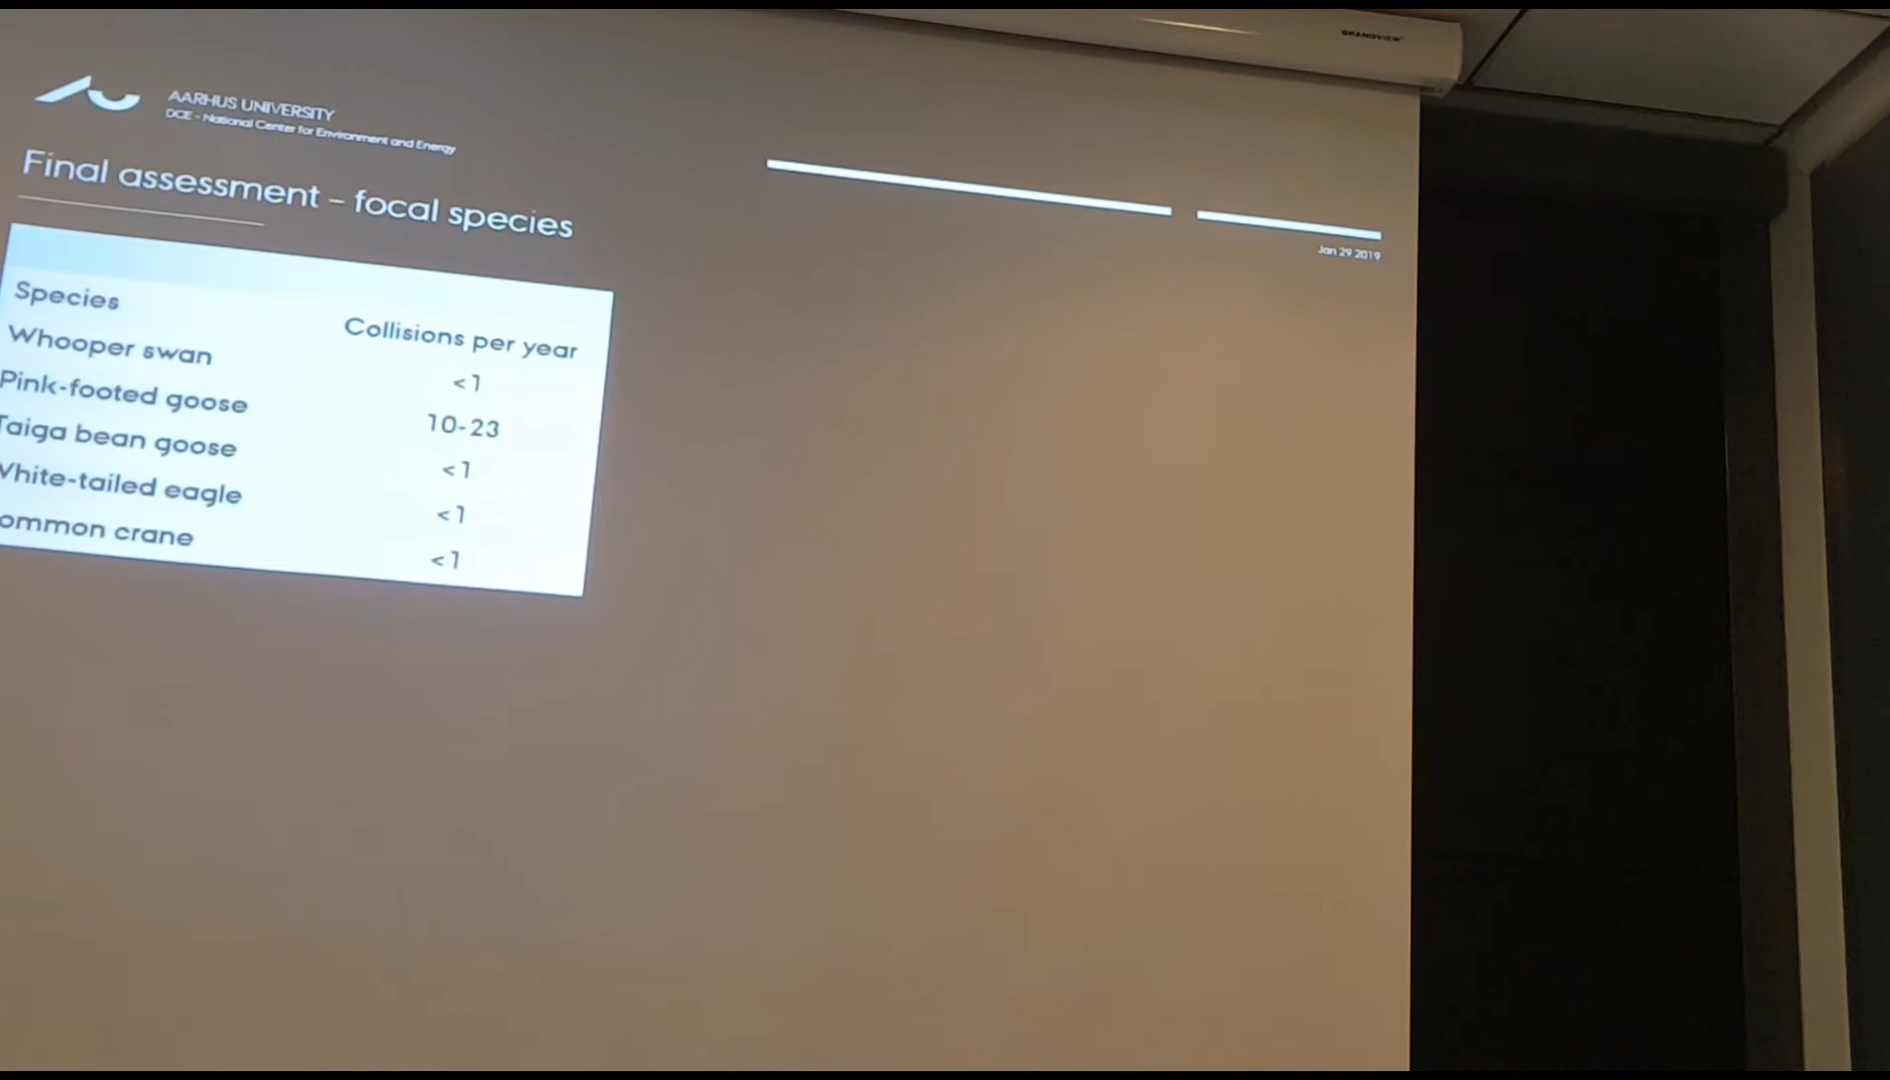 GRANDVIEW
AARHUS UNIVERSITY
DCE - National Center for Environment and Energy
Final assessment – focal species
Jan 29 2019
Species Collisions per year
Whooper swan <1
Pink-footed goose 10-23
Taiga bean goose <1
White-tailed eagle <1
ommon crane <1